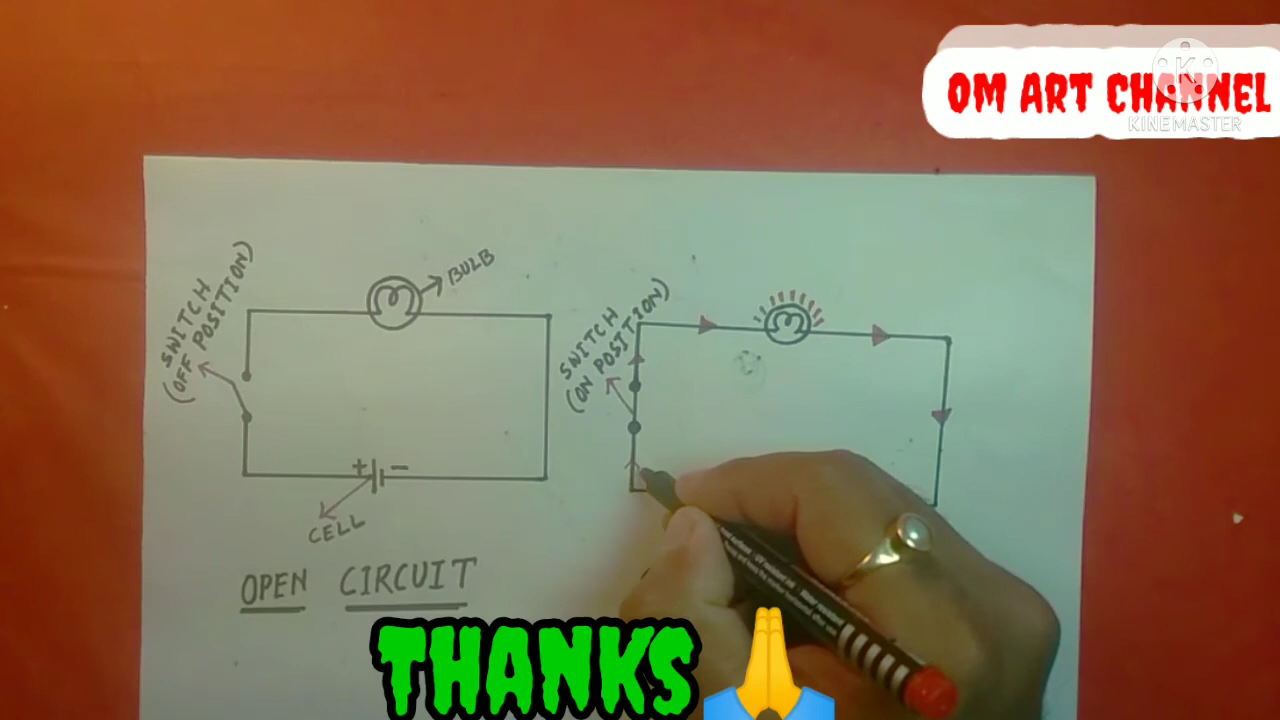 OM ART CHANNEL
KINEMASTER
SWITCH
(OFF POSITION)
BULB
+ −
CELL
OPEN CIRCUIT
SWITCH
(ON POSITION)
THANKS